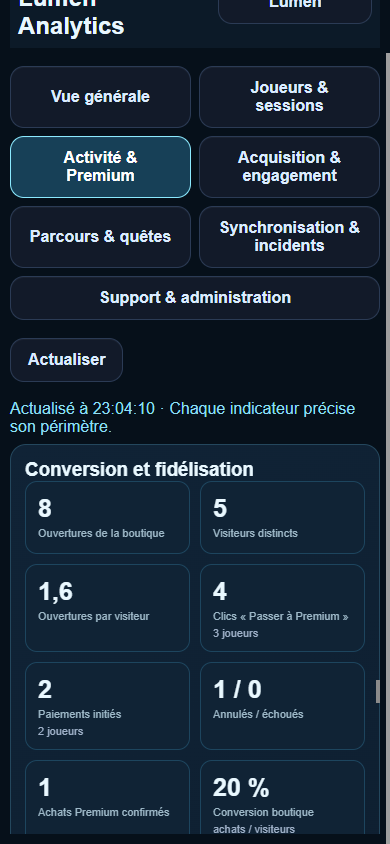 Lumen
Analytics
Lumen
Vue générale
Joueurs &
sessions
Activité &
Premium
Acquisition &
engagement
Parcours & quêtes
Synchronisation &
incidents
Support & administration
Actualiser
Actualisé à 23:04:10 · Chaque indicateur précise
son périmètre.
Conversion et fidélisation
8
Ouvertures de la boutique
5
Visiteurs distincts
1,6
Ouvertures par visiteur
4
Clics « Passer à Premium »
3 joueurs
2
Paiements initiés
2 joueurs
1 / 0
Annulés / échoués
1
Achats Premium confirmés
20 %
Conversion boutique
achats / visiteurs